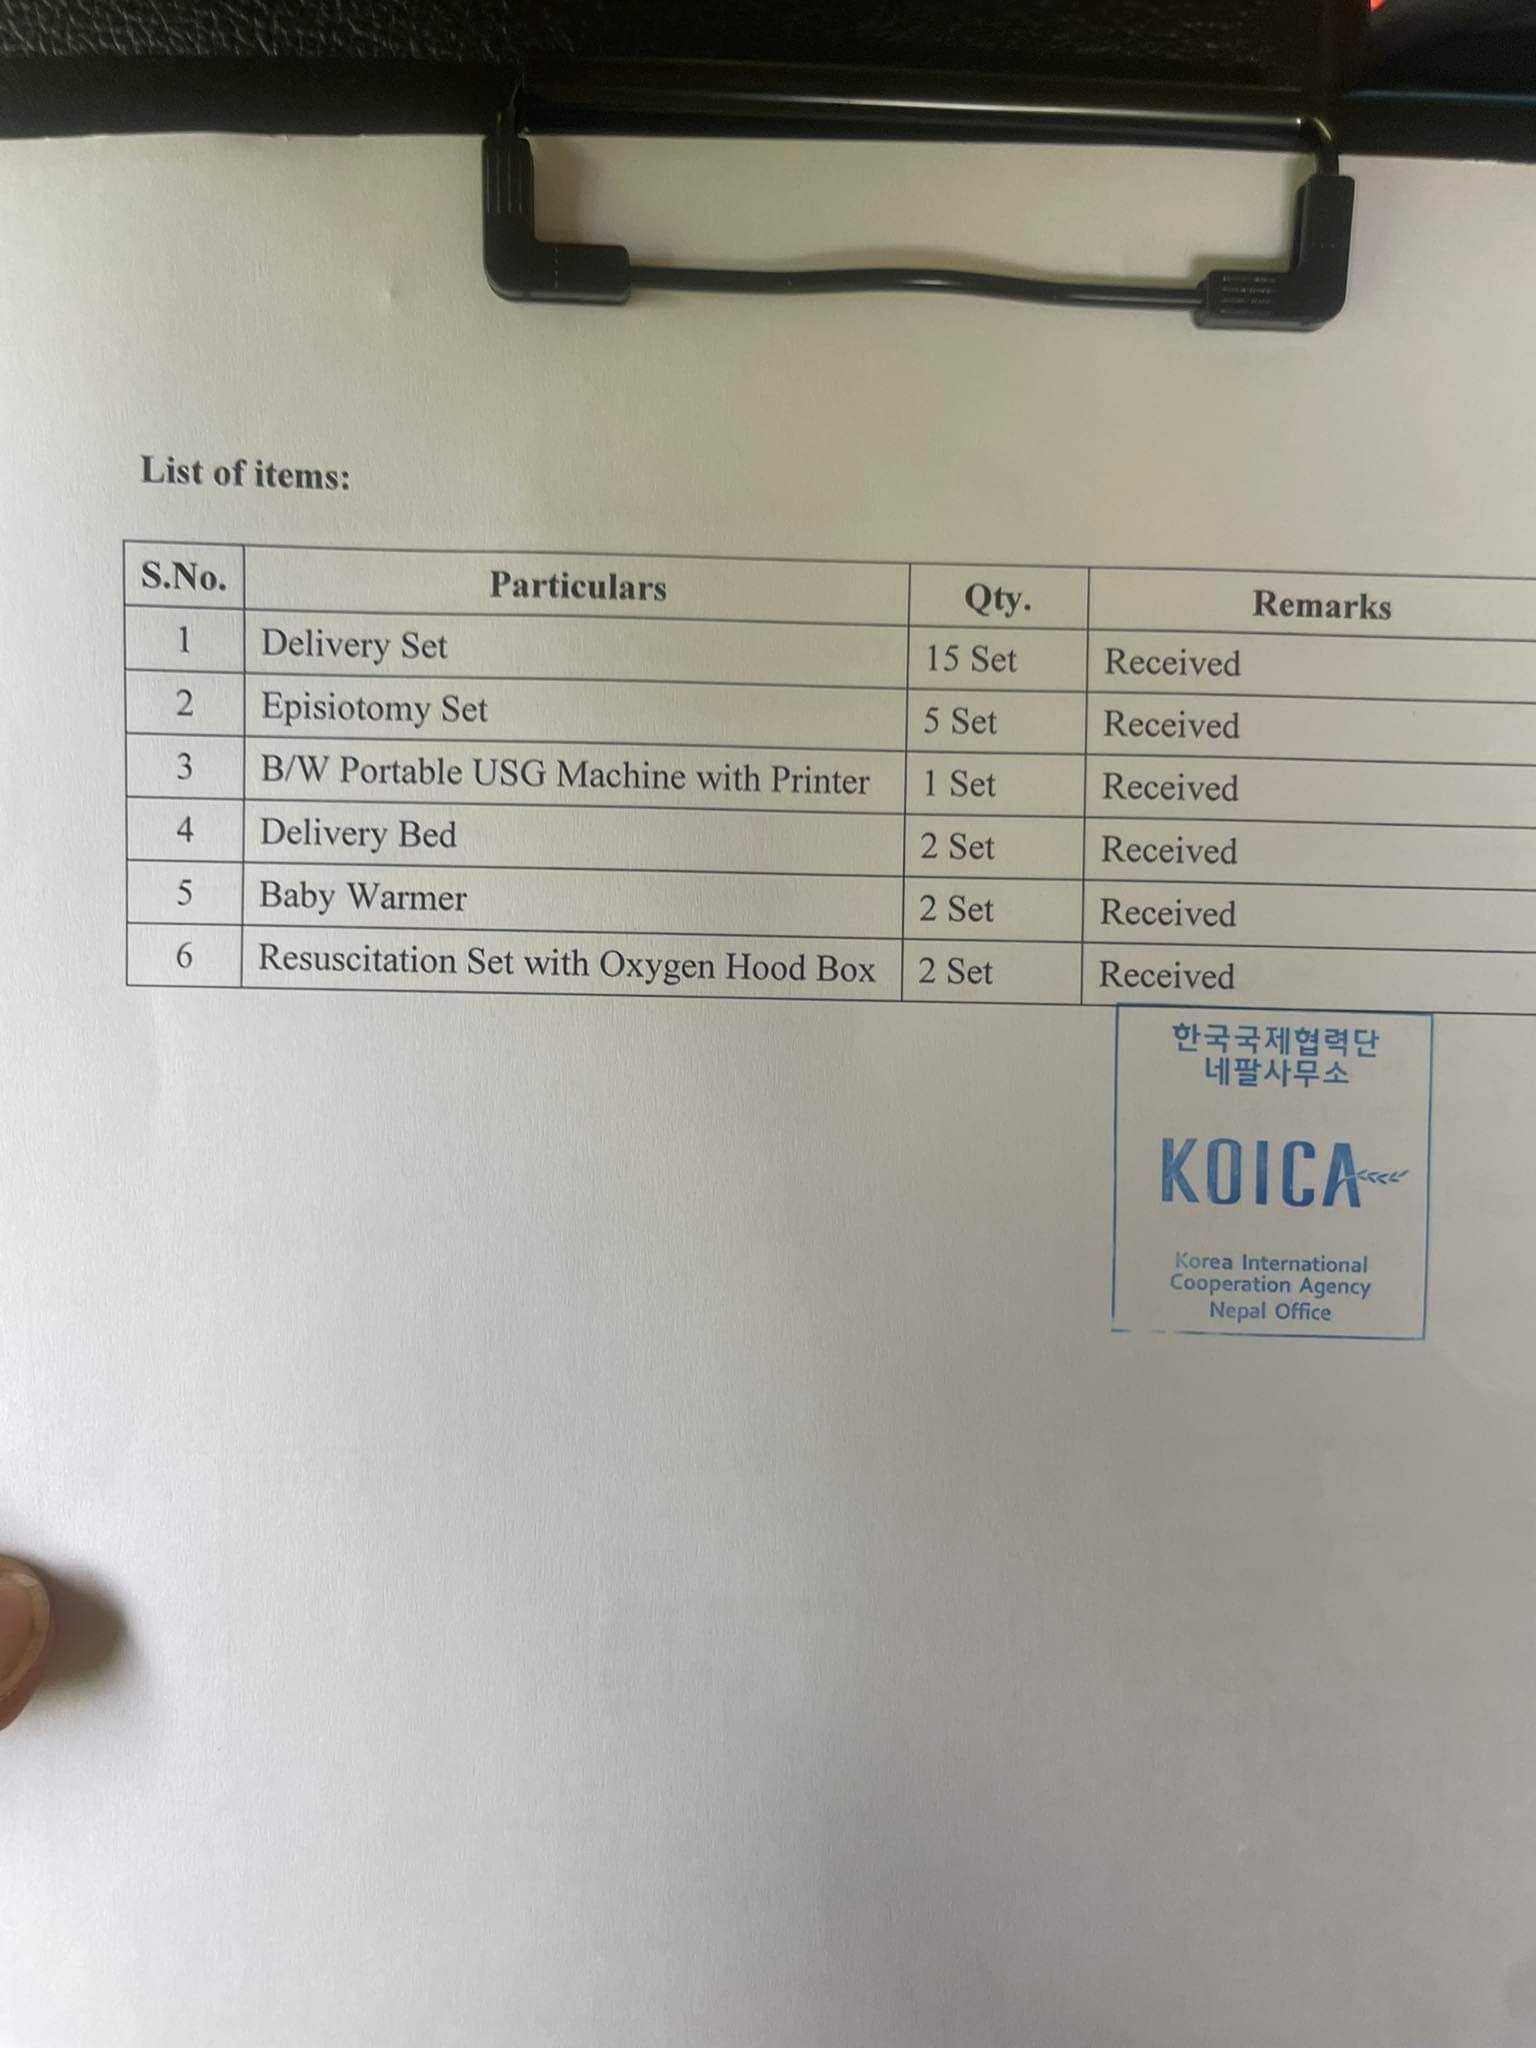 List of items:
S.No. Particulars Qty. Remarks
1 Delivery Set 15 Set Received
2 Episiotomy Set 5 Set Received
3 B/W Portable USG Machine with Printer 1 Set Received
4 Delivery Bed 2 Set Received
5 Baby Warmer 2 Set Received
6 Resuscitation Set with Oxygen Hood Box 2 Set Received
한국국제협력단
네팔사무소
KOICA
Korea International
Cooperation Agency
Nepal Office